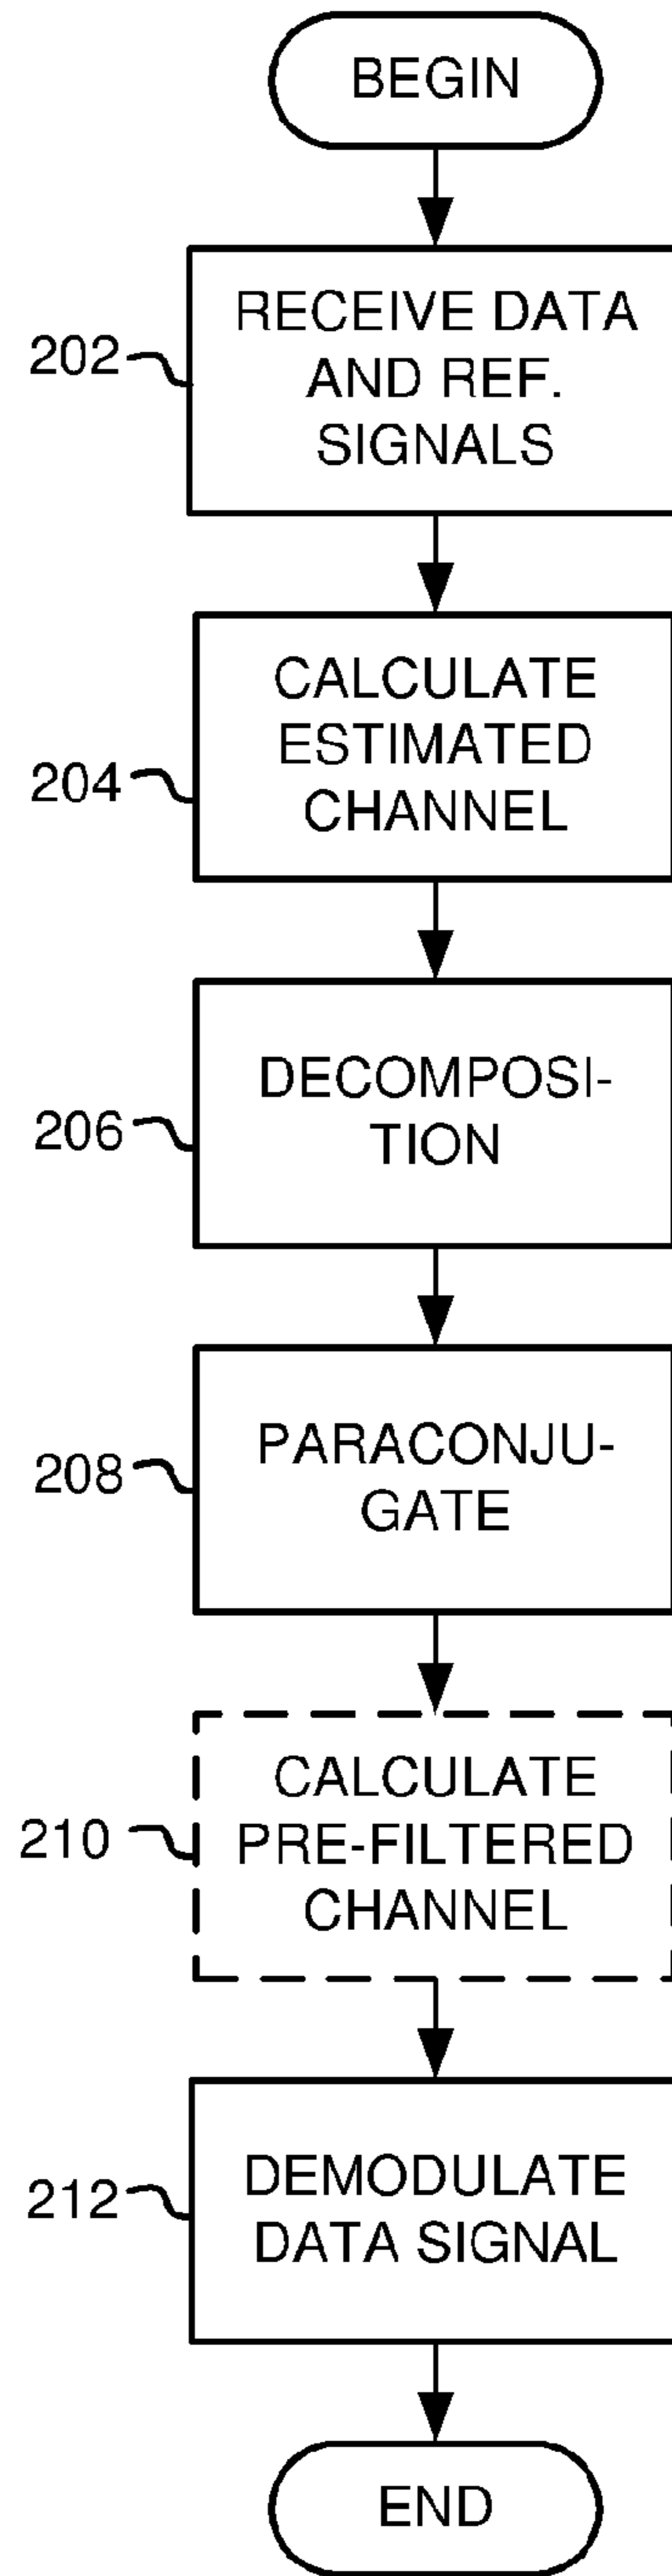 BEGIN
202
RECEIVE DATA
AND REF.
SIGNALS
204
CALCULATE
ESTIMATED
CHANNEL
206
DECOMPOSI-
TION
208
PARACONJU-
GATE
210
CALCULATE
PRE-FILTERED
CHANNEL
212
DEMODULATE
DATA SIGNAL
END